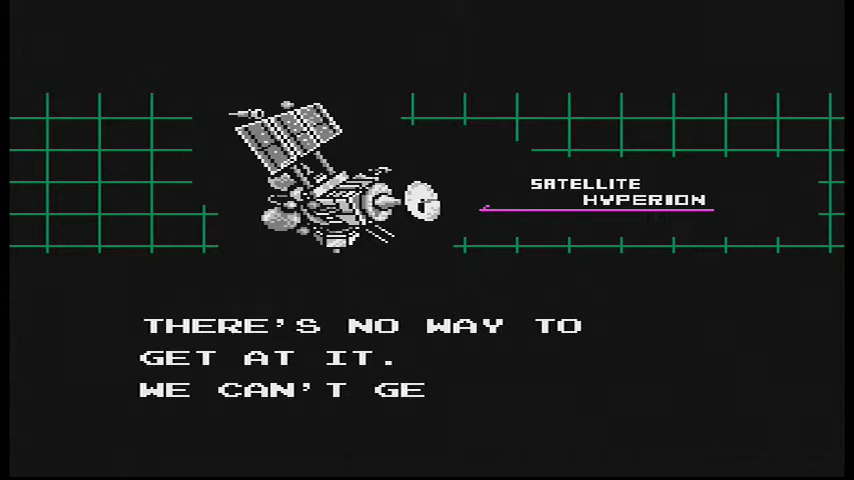 SATELLITE
HYPERION
THERE'S NO WAY TO
GET AT IT.
WE CAN'T GE